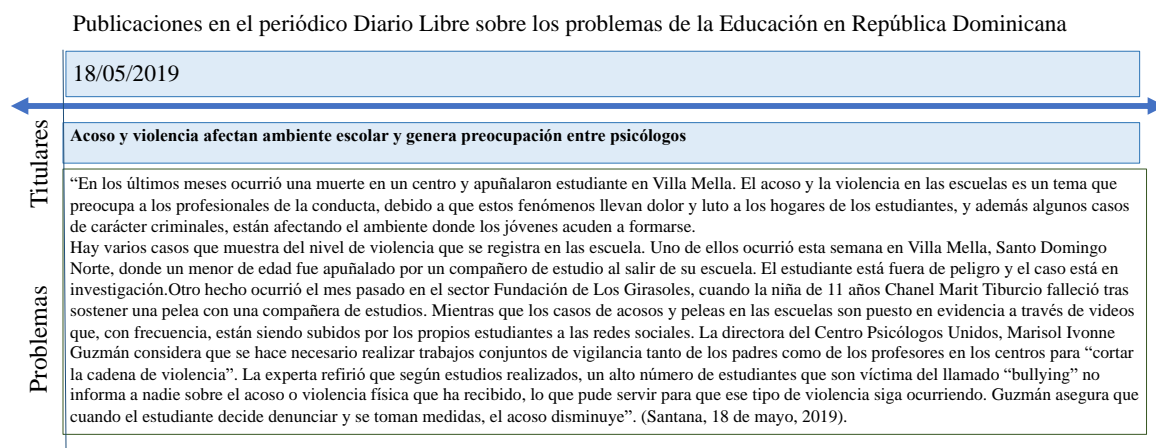 Publicaciones en el periódico Diario Libre sobre los problemas de la Educación en República Dominicana
18/05/2019
Titulares
Acoso y violencia afectan ambiente escolar y genera preocupación entre psicólogos
Problemas
“En los últimos meses ocurrió una muerte en un centro y apuñalaron estudiante en Villa Mella. El acoso y la violencia en las escuelas es un tema que
preocupa a los profesionales de la conducta, debido a que estos fenómenos llevan dolor y luto a los hogares de los estudiantes, y además algunos casos
de carácter criminales, están afectando el ambiente donde los jóvenes acuden a formarse.
Hay varios casos que muestra del nivel de violencia que se registra en las escuela. Uno de ellos ocurrió esta semana en Villa Mella, Santo Domingo
Norte, donde un menor de edad fue apuñalado por un compañero de estudio al salir de su escuela. El estudiante está fuera de peligro y el caso está en
investigación.Otro hecho ocurrió el mes pasado en el sector Fundación de Los Girasoles, cuando la niña de 11 años Chanel Marit Tiburcio falleció tras
sostener una pelea con una compañera de estudios. Mientras que los casos de acosos y peleas en las escuelas son puesto en evidencia a través de videos
que, con frecuencia, están siendo subidos por los propios estudiantes a las redes sociales. La directora del Centro Psicólogos Unidos, Marisol Ivonne
Guzmán considera que se hace necesario realizar trabajos conjuntos de vigilancia tanto de los padres como de los profesores en los centros para “cortar
la cadena de violencia”. La experta refirió que según estudios realizados, un alto número de estudiantes que son víctima del llamado “bullying” no
informa a nadie sobre el acoso o violencia física que ha recibido, lo que pude servir para que ese tipo de violencia siga ocurriendo. Guzmán asegura que
cuando el estudiante decide denunciar y se toman medidas, el acoso disminuye”. (Santana, 18 de mayo, 2019).